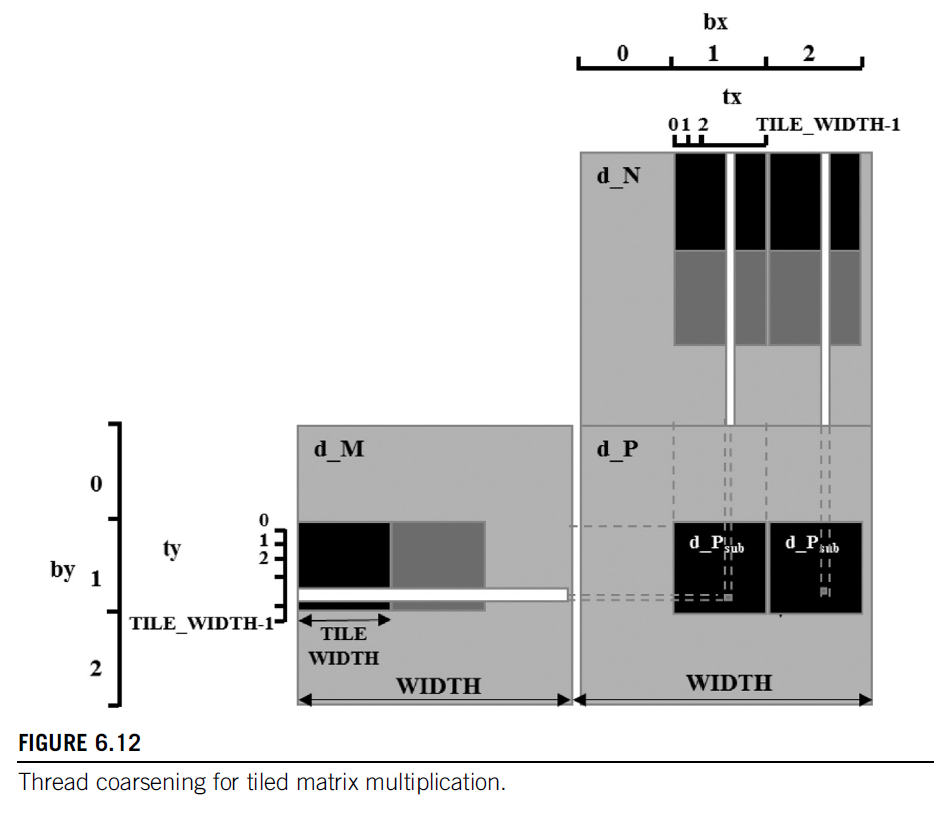 bx
0 1 2
tx
0 1 2 TILE_WIDTH-1
d_N
d_M
d_P
0
by 1
2
ty
0
1
2
TILE_WIDTH-1
d_Psub
d_Psub
TILE
WIDTH
WIDTH
WIDTH
FIGURE 6.12
Thread coarsening for tiled matrix multiplication.